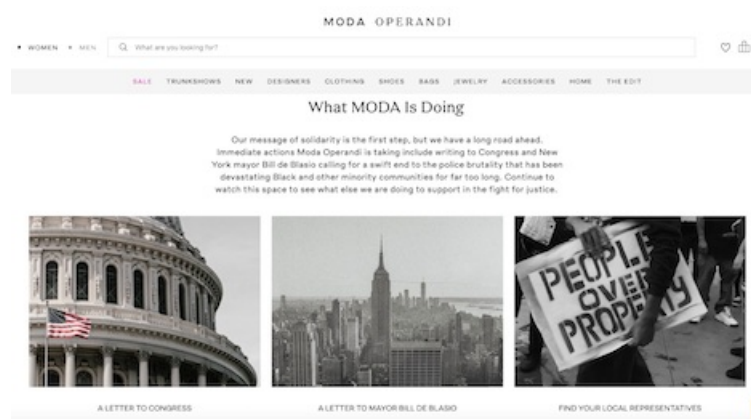 MODA OPERANDI
WOMEN MEN What are you looking for?
SALE TRUNKSHOWS NEW DESIGNERS CLOTHING SHOES BAGS JEWELRY ACCESSORIES HOME THE EDIT
What MODA Is Doing
Our message of solidarity is the first step, but we have a long road ahead.
Immediate actions Moda Operandi is taking include writing to Congress and New
York mayor Bill de Blasio calling for a swift end to the police brutality that has been
devastating Black and other minority communities for far too long. Continue to
watch this space to see what else we are doing to support in the fight for justice.
PEOPLE
OVER
PROPERTY
A LETTER TO CONGRESS
A LETTER TO MAYOR BILL DE BLASIO
FIND YOUR LOCAL REPRESENTATIVES